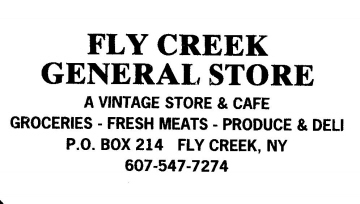 FLY CREEK
GENERAL STORE
A VINTAGE STORE & CAFE
GROCERIES - FRESH MEATS - PRODUCE & DELI
P.O. BOX 214 FLY CREEK, NY
607-547-7274